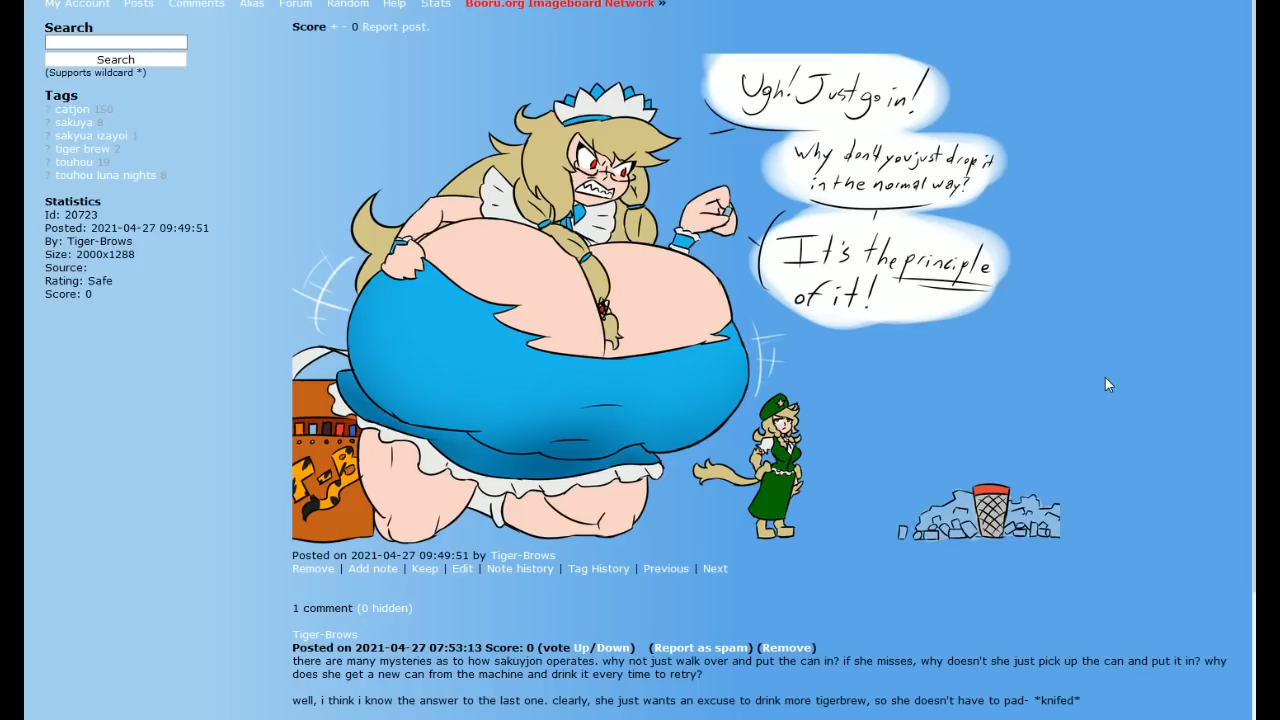 My Account Posts Comments Alias Forum Random Help Stats Booru.org Imageboard Network »
Search
Search
(Supports wildcard *)
Tags
? catjon 150
? sakuya 8
? sakyua izayoi 1
? tiger brew 2
? touhou 19
? touhou luna nights 6
Statistics
Id: 20723
Posted: 2021-04-27 09:49:51
By: Tiger-Brows
Size: 2000x1288
Source:
Rating: Safe
Score: 0
Score + - 0 Report post.
Ugh! Just go in!
Why don't you just drop it
in the normal way?
It's the principle
of it!
T-B
Posted on 2021-04-27 09:49:51 by Tiger-Brows
Remove | Add note | Keep | Edit | Note history | Tag History | Previous | Next
1 comment (0 hidden)
Tiger-Brows
Posted on 2021-04-27 07:53:13 Score: 0 (vote Up/Down) (Report as spam) (Remove)
there are many mysteries as to how sakuyjon operates. why not just walk over and put the can in? if she misses, why doesn't she just pick up the can and put it in? why
does she get a new can from the machine and drink it every time to retry?
well, i think i know the answer to the last one. clearly, she just wants an excuse to drink more tigerbrew, so she doesn't have to pad- *knifed*